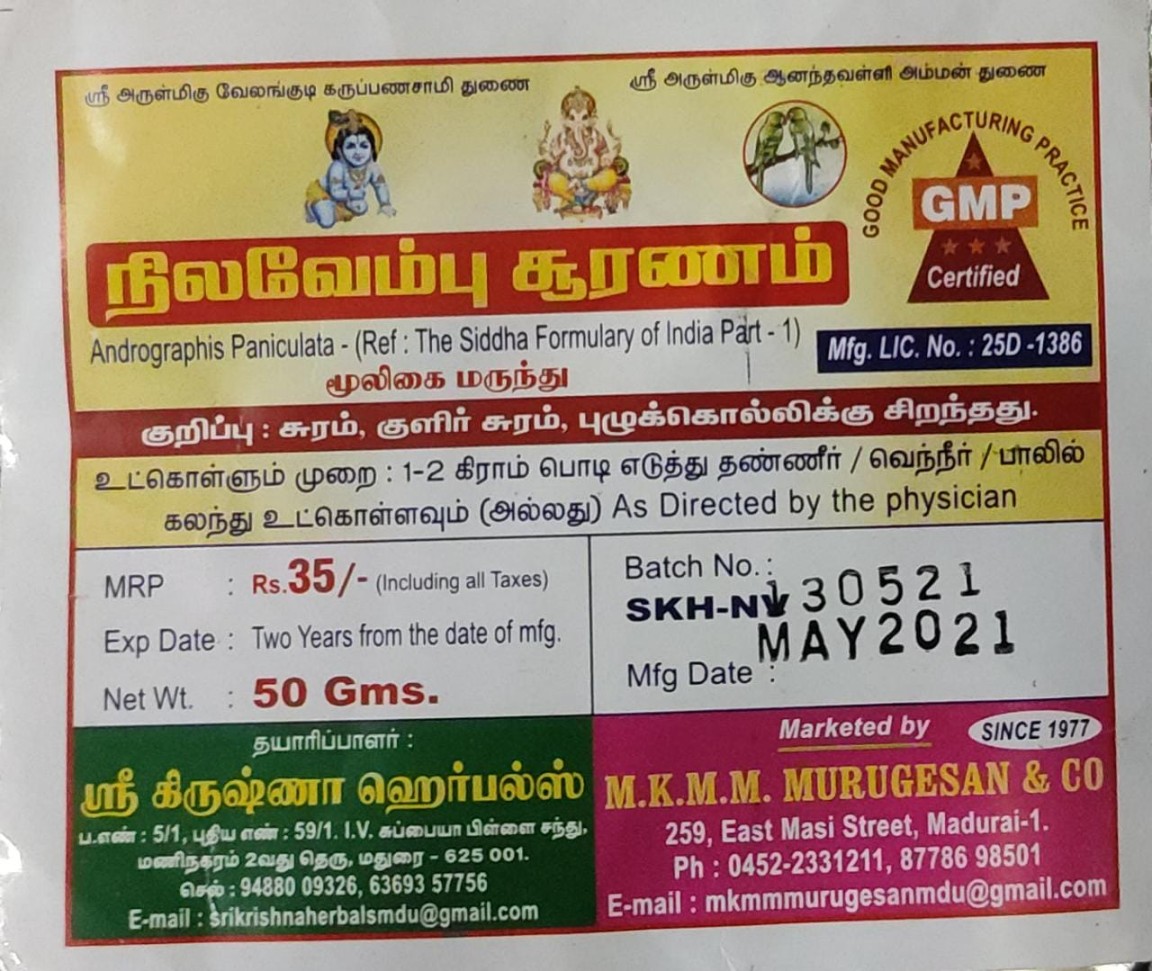 ஸ்ரீ அருள்மிகு வேலங்குடி கருப்பணசாமி துணை
ஸ்ரீ அருள்மிகு ஆனந்தவள்ளி அம்மன் துணை
GOOD MANUFACTURING PRACTICE
GMP
Certified
நிலவேம்பு சூரணம்
Andrographis Paniculata - (Ref : The Siddha Formulary of India Part - 1)
Mfg. LIC. No. : 25D -1386
மூலிகை மருந்து
குறிப்பு : சுரம், குளிர் சுரம், புழுக்கொல்லிக்கு சிறந்தது.
உட்கொள்ளும் முறை : 1-2 கிராம் பொடி எடுத்து தண்ணீர் / வெந்நீர் / பாலில்
கலந்து உட்கொள்ளவும் (அல்லது) As Directed by the physician
MRP : Rs.35/- (Including all Taxes)
Exp Date : Two Years from the date of mfg.
Net Wt. : 50 Gms.
Batch No. :
SKH-NV 130521
MAY2021
Mfg Date :
தயாரிப்பாளர் :
ஸ்ரீ கிருஷ்ணா ஹெர்பல்ஸ்
ப.எண் : 5/1, புதிய எண் : 59/1. I.V. சுப்பையா பிள்ளை சந்து,
மணிநகரம் 2வது தெரு, மதுரை - 625 001.
செல் : 94880 09326, 63693 57756
E-mail : srikrishnaherbalsmdu@gmail.com
Marketed by
SINCE 1977
M.K.M.M. MURUGESAN & CO
259, East Masi Street, Madurai-1.
Ph : 0452-2331211, 87786 98501
E-mail : mkmmmurugesanmdu@gmail.com